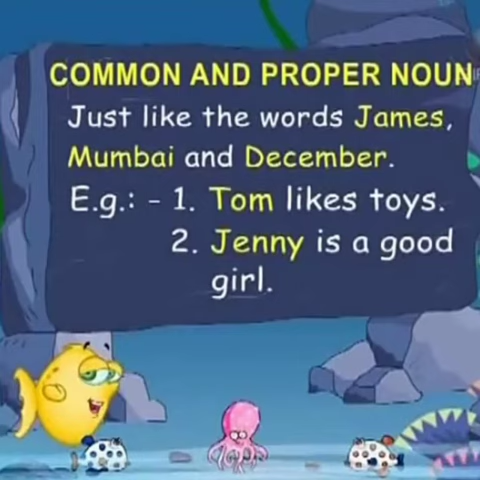 COMMON AND PROPER NOUN
Just like the words James,
Mumbai and December.
E.g.: - 1. Tom likes toys.
2. Jenny is a good
girl.